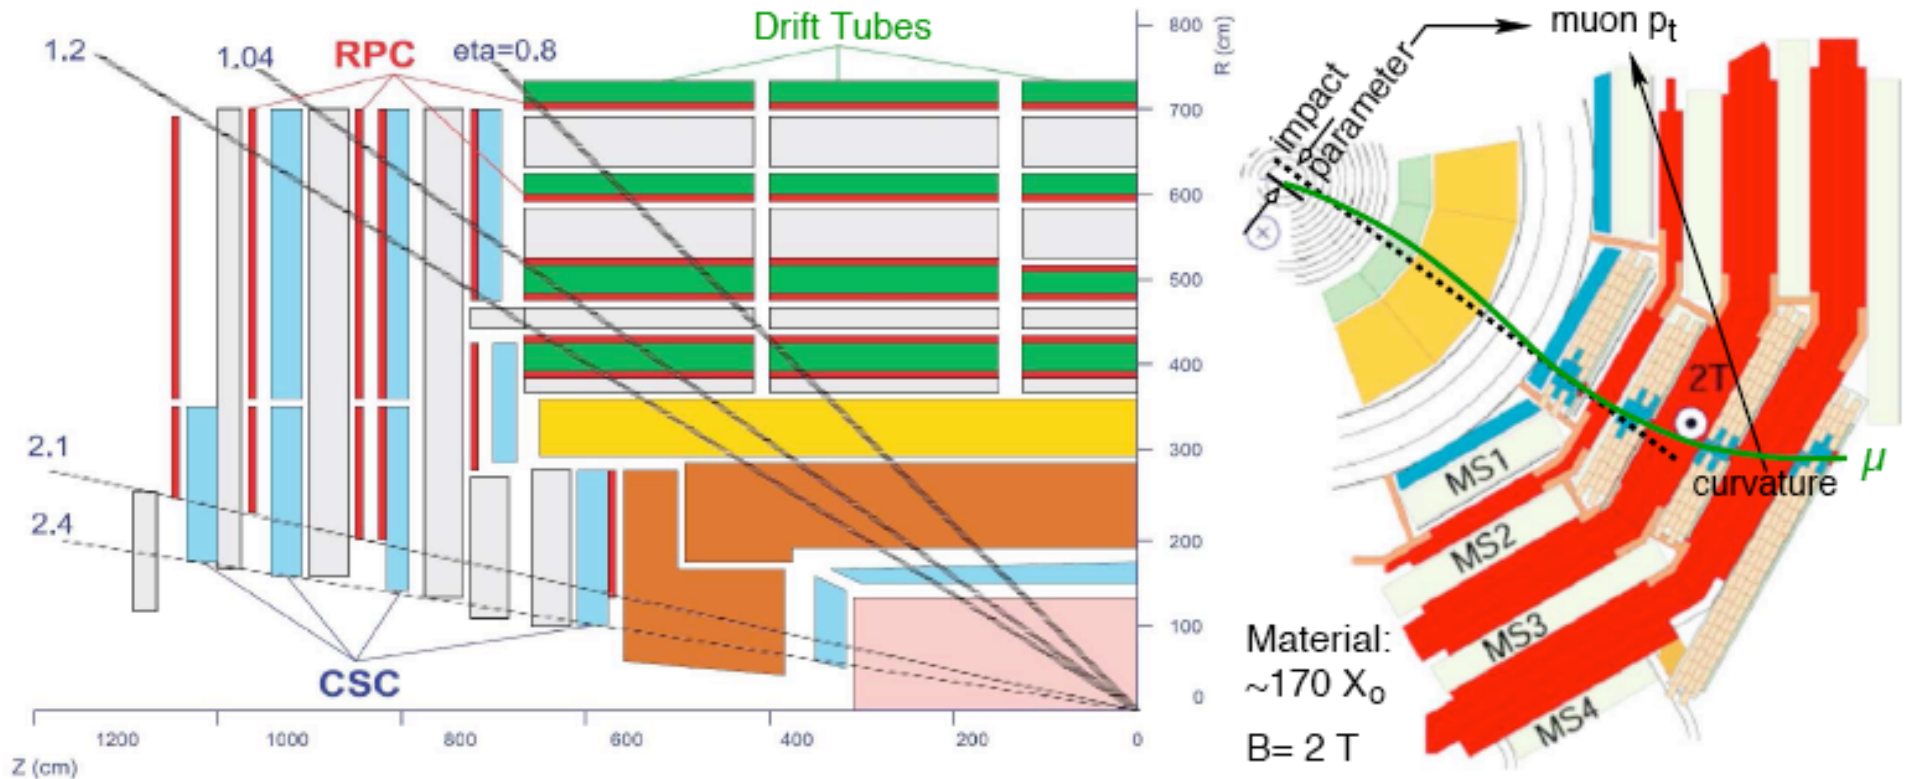 Drift Tubes
1.2
1.04
RPC
eta=0.8
2.1
2.4
CSC
800
700
600
500
400
300
200
100
0
R (cm)
1200
1000
800
600
400
200
0
Z (cm)
muon pt
impact
parameter
2T
μ
curvature
MS1
MS2
MS3
MS4
Material:
~170 Xo
B= 2 T